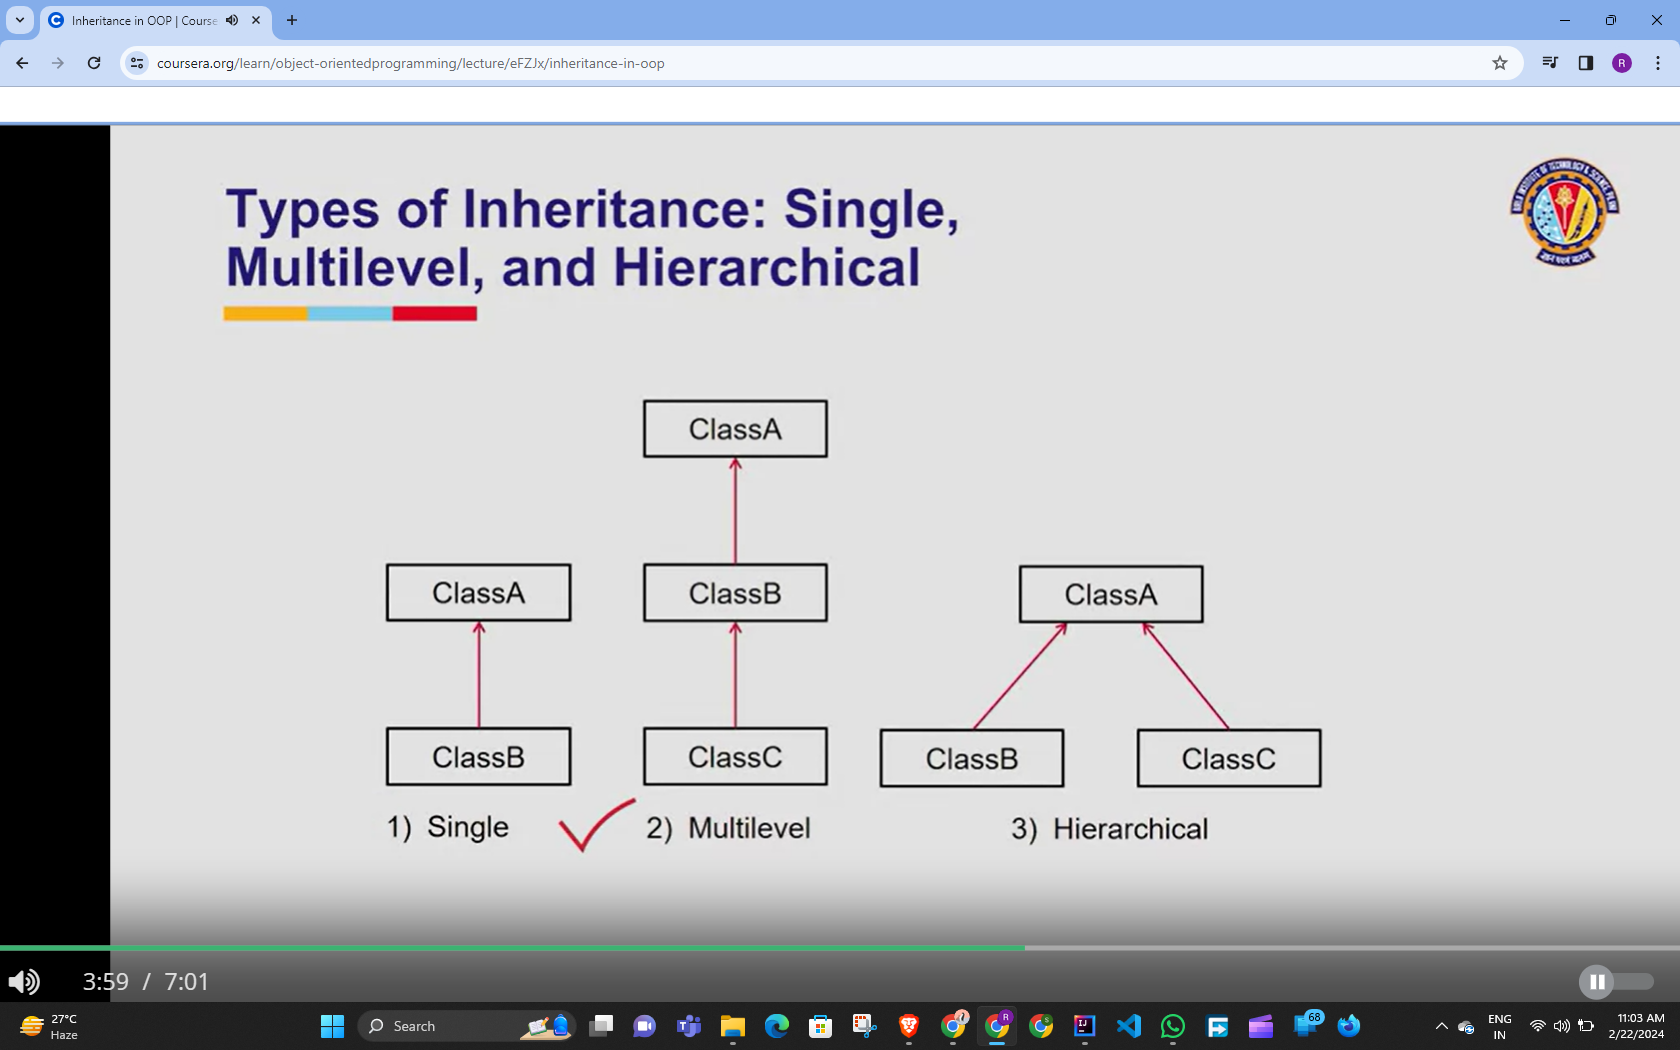 Inheritance in OOP | Course
coursera.org/learn/object-orientedprogramming/lecture/eFZJx/inheritance-in-oop
R
Types of Inheritance: Single,
Multilevel, and Hierarchical
ClassA
ClassA
ClassB
ClassA
ClassB
ClassC
ClassB
ClassC
1) Single
2) Multilevel
3) Hierarchical
3:59 / 7:01
27°C
Haze
Search
68
ENG
IN
11:03 AM
2/22/2024